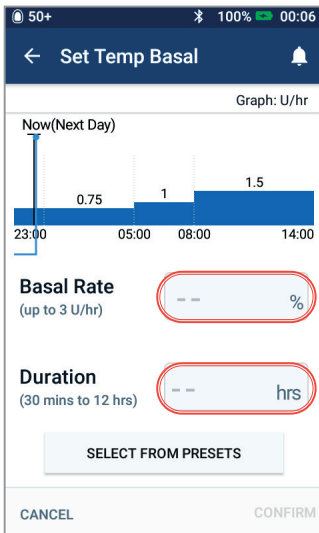 50+ 100% 00:06
Set Temp Basal
Graph: U/hr
Now(Next Day)
0.75 1 1.5
23:00 05:00 08:00 14:00
Basal Rate
(up to 3 U/hr)
-- %
Duration
(30 mins to 12 hrs)
-- hrs
SELECT FROM PRESETS
CANCEL CONFIRM